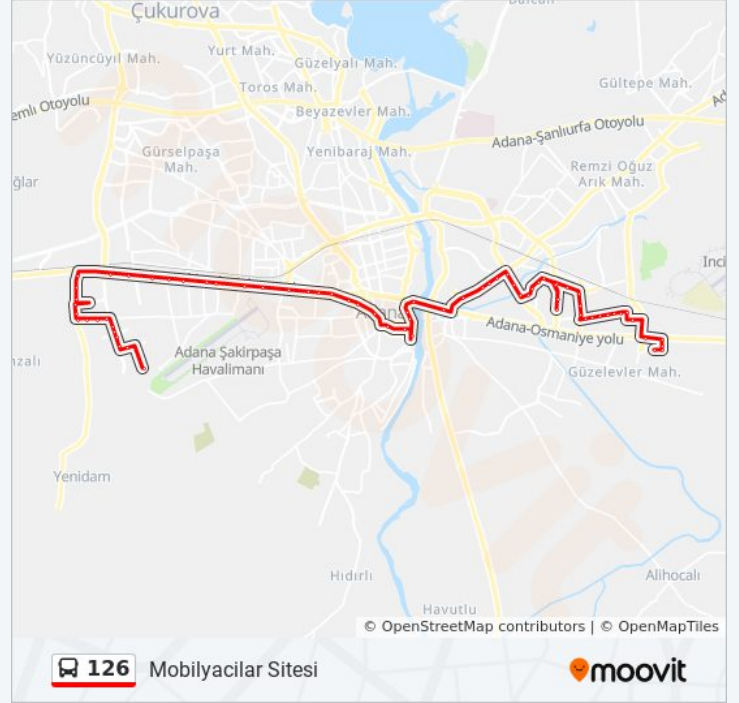 Çukurova
Yüzüncüyıl Mah.
Yurt Mah.
Güzelyalı Mah.
Toros Mah.
Gültepe Mah.
Beyazevler Mah.
emli Otoyolu
Adana-Şanlıurfa Otoyolu
Gürselpaşa
Mah.
Yenibaraj Mah.
Remzi Oğuz
Arık Mah.
ğlar
Inci
Adana-Osmaniye yolu
nzalı
Adana Şakirpaşa
Havalimanı
Güzelevler Mah.
Yenidam
Hıdırlı
Alihocalı
Havutlu
© OpenStreetMap contributors | © OpenMapTiles
126 Mobilyacilar Sitesi
moovit